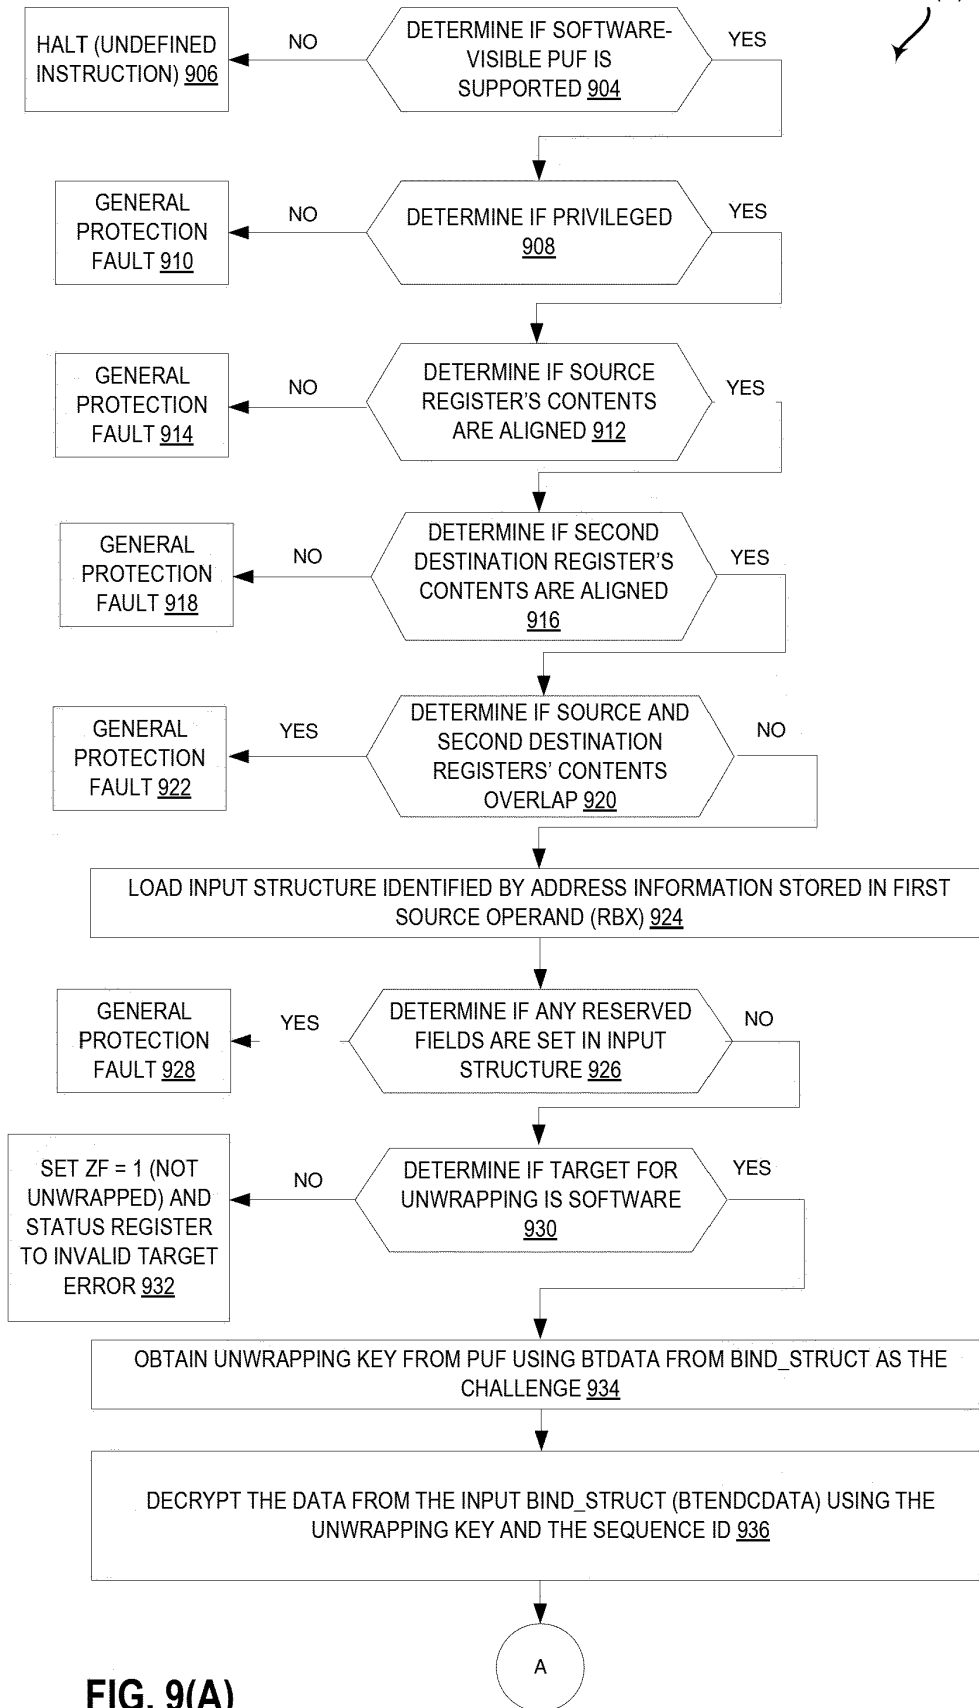 HALT (UNDEFINED
INSTRUCTION) 906
NO
DETERMINE IF SOFTWARE-
VISIBLE PUF IS
SUPPORTED 904
YES
GENERAL
PROTECTION
FAULT 910
NO
DETERMINE IF PRIVILEGED
908
YES
GENERAL
PROTECTION
FAULT 914
NO
DETERMINE IF SOURCE
REGISTER'S CONTENTS
ARE ALIGNED 912
YES
GENERAL
PROTECTION
FAULT 918
NO
DETERMINE IF SECOND
DESTINATION REGISTER'S
CONTENTS ARE ALIGNED
916
YES
GENERAL
PROTECTION
FAULT 922
YES
DETERMINE IF SOURCE AND
SECOND DESTINATION
REGISTERS' CONTENTS
OVERLAP 920
NO
LOAD INPUT STRUCTURE IDENTIFIED BY ADDRESS INFORMATION STORED IN FIRST
SOURCE OPERAND (RBX) 924
GENERAL
PROTECTION
FAULT 928
YES
DETERMINE IF ANY RESERVED
FIELDS ARE SET IN INPUT
STRUCTURE 926
NO
SET ZF = 1 (NOT
UNWRAPPED) AND
STATUS REGISTER
TO INVALID TARGET
ERROR 932
NO
DETERMINE IF TARGET FOR
UNWRAPPING IS SOFTWARE
930
YES
OBTAIN UNWRAPPING KEY FROM PUF USING BTDATA FROM BIND_STRUCT AS THE
CHALLENGE 934
DECRYPT THE DATA FROM THE INPUT BIND_STRUCT (BTENDCDATA) USING THE
UNWRAPPING KEY AND THE SEQUENCE ID 936
A
FIG. 9(A)